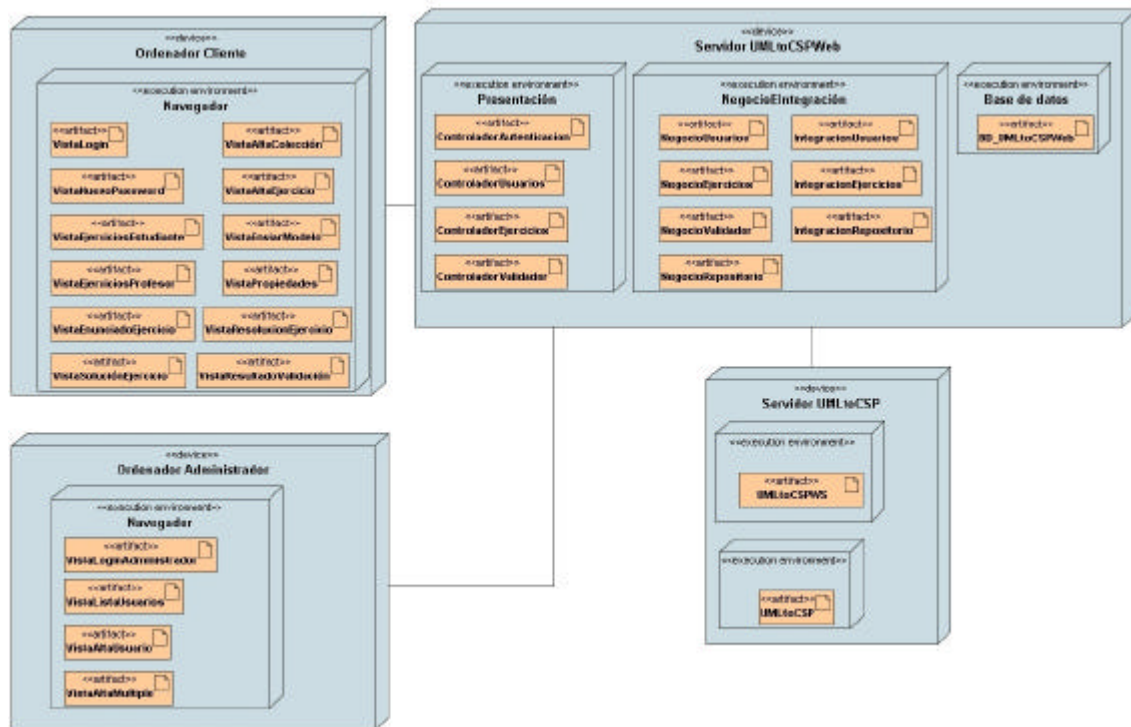 <<device>>
Ordenador Cliente
<<execution environment>>
Navegador
<<artifact>>
VistaLogin
<<artifact>>
VistaAltaColección
<<artifact>>
VistaNuevoPassword
<<artifact>>
VistaAltaEjercicio
<<artifact>>
VistaEjerciciosEstudiante
<<artifact>>
VistaEnviarModelo
<<artifact>>
VistaEjerciciosProfesor
<<artifact>>
VistaPropiedades
<<artifact>>
VistaEnunciadoEjercicio
<<artifact>>
VistaResolucionEjercicio
<<artifact>>
VistaSoluciónEjercicio
<<artifact>>
VistaResultadoValidación
<<device>>
Servidor UMLtoCSPWeb
<<execution environment>>
Presentación
<<artifact>>
ControladorAutenticacion
<<artifact>>
ControladorUsuarios
<<artifact>>
ControladorEjercicios
<<artifact>>
ControladorValidador
<<execution environment>>
NegocioEIntegración
<<artifact>>
NegocioUsuarios
<<artifact>>
IntegracionUsuarios
<<artifact>>
NegocioEjercicios
<<artifact>>
IntegracionEjercicios
<<artifact>>
NegocioValidador
<<artifact>>
IntegracionRepositorio
<<artifact>>
NegocioRepositorio
<<execution environment>>
Base de datos
<<artifact>>
BD_UMLtoCSPWeb
<<device>>
Ordenador Administrador
<<execution environment>>
Navegador
<<artifact>>
VistaLoginAdministrador
<<artifact>>
VistaListaUsuarios
<<artifact>>
VistaAltaUsuario
<<artifact>>
VistaAltaMultiple
<<device>>
Servidor UMLtoCSP
<<execution environment>>
<<artifact>>
UMLtoCSPWS
<<execution environment>>
<<artifact>>
UMLtoCSP